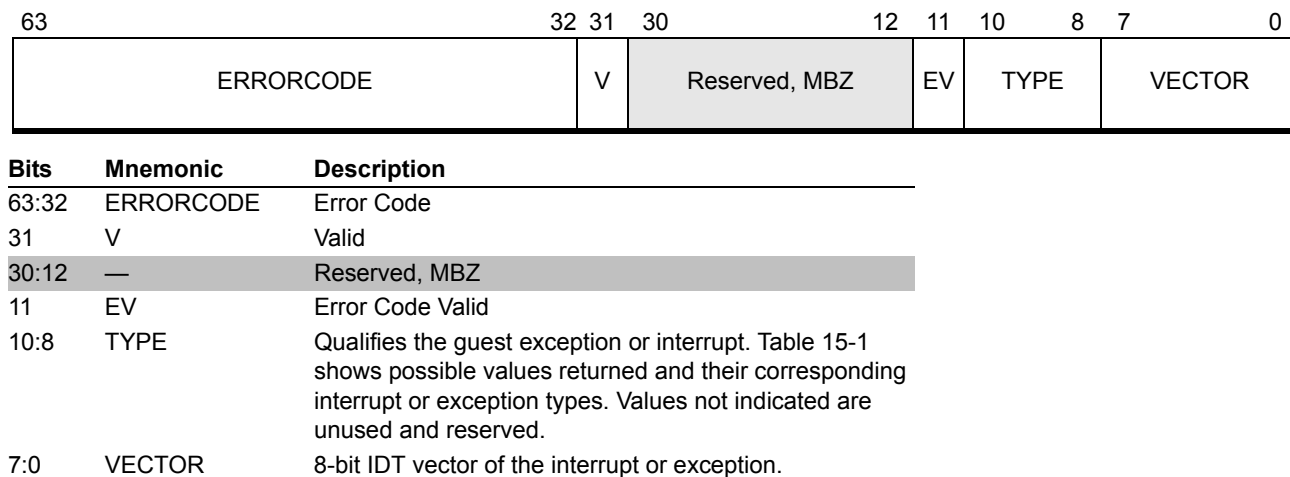 63 32 31 30 12 11 10 8 7 0
ERRORCODE V Reserved, MBZ EV TYPE VECTOR
Bits Mnemonic Description
63:32 ERRORCODE Error Code
31 V Valid
30:12 — Reserved, MBZ
11 EV Error Code Valid
10:8 TYPE Qualifies the guest exception or interrupt. Table 15-1
shows possible values returned and their corresponding
interrupt or exception types. Values not indicated are
unused and reserved.
7:0 VECTOR 8-bit IDT vector of the interrupt or exception.